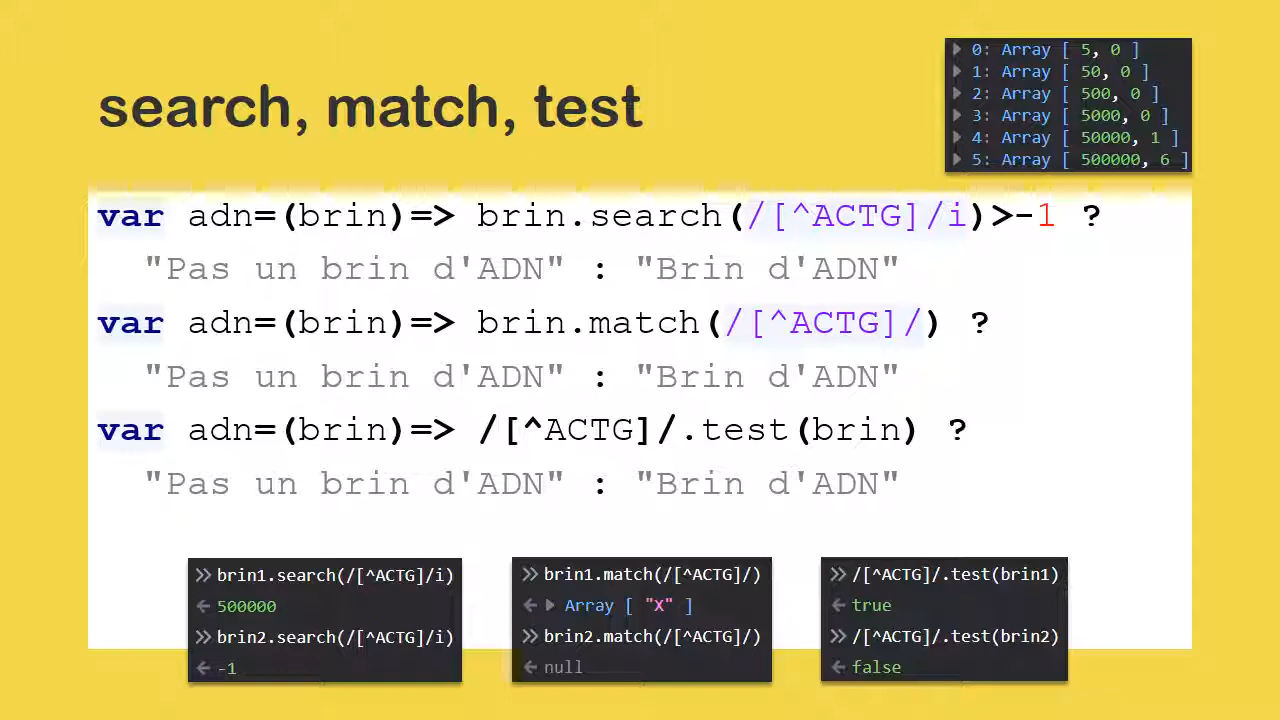 search, match, test
0: Array [ 5, 0 ]
1: Array [ 50, 0 ]
2: Array [ 500, 0 ]
3: Array [ 5000, 0 ]
4: Array [ 50000, 1 ]
5: Array [ 500000, 6 ]
var adn=(brin)=> brin.search(/[^ACTG]/i)>-1 ?
"Pas un brin d'ADN" : "Brin d'ADN"
var adn=(brin)=> brin.match(/[^ACTG]/) ?
"Pas un brin d'ADN" : "Brin d'ADN"
var adn=(brin)=> /[^ACTG]/.test(brin) ?
"Pas un brin d'ADN" : "Brin d'ADN"
brin1.search(/[^ACTG]/i)
500000
brin2.search(/[^ACTG]/i)
-1
brin1.match(/[^ACTG]/)
Array [ "X" ]
brin2.match(/[^ACTG]/)
null
/[^ACTG]/.test(brin1)
true
/[^ACTG]/.test(brin2)
false